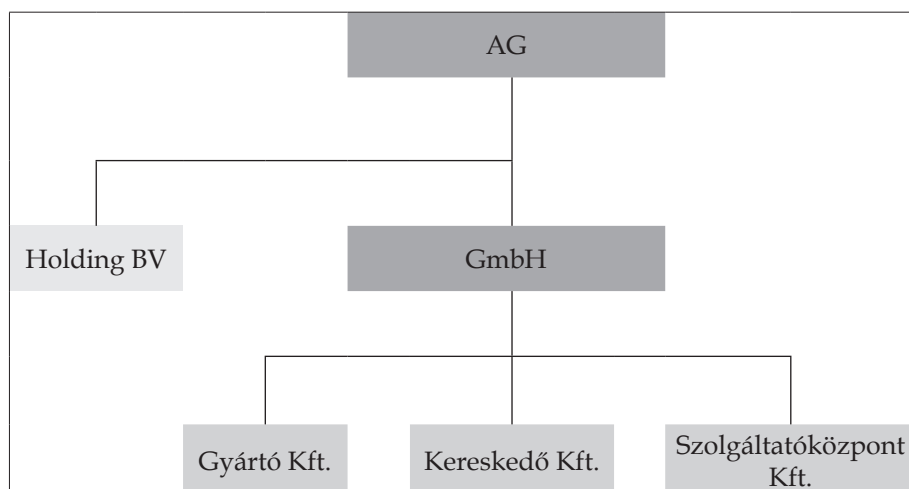 AG
Holding BV
GmbH
Gyártó Kft.
Kereskedő Kft.
Szolgáltatóközpont
Kft.